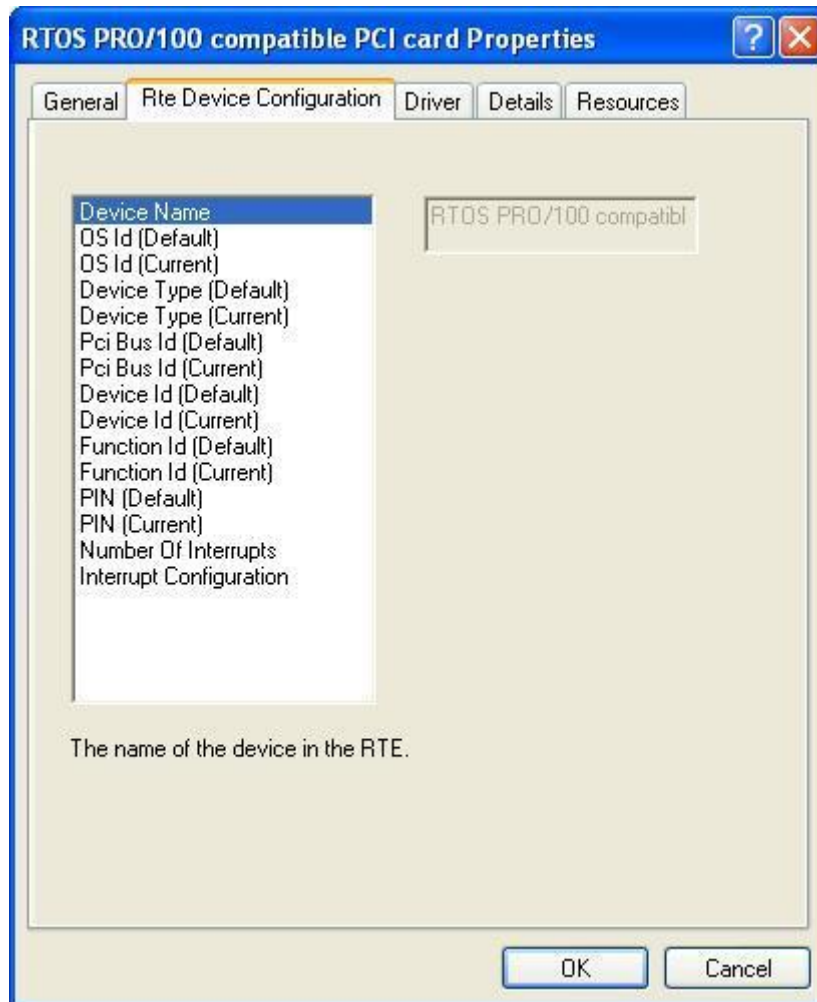 RTOS PRO/100 compatible PCI card Properties
General Rte Device Configuration Driver Details Resources
Device Name
OS Id (Default)
OS Id (Current)
Device Type (Default)
Device Type (Current)
Pci Bus Id (Default)
Pci Bus Id (Current)
Device Id (Default)
Device Id (Current)
Function Id (Default)
Function Id (Current)
PIN (Default)
PIN (Current)
Number Of Interrupts
Interrupt Configuration
RTOS PRO/100 compatibl
The name of the device in the RTE.
OK Cancel